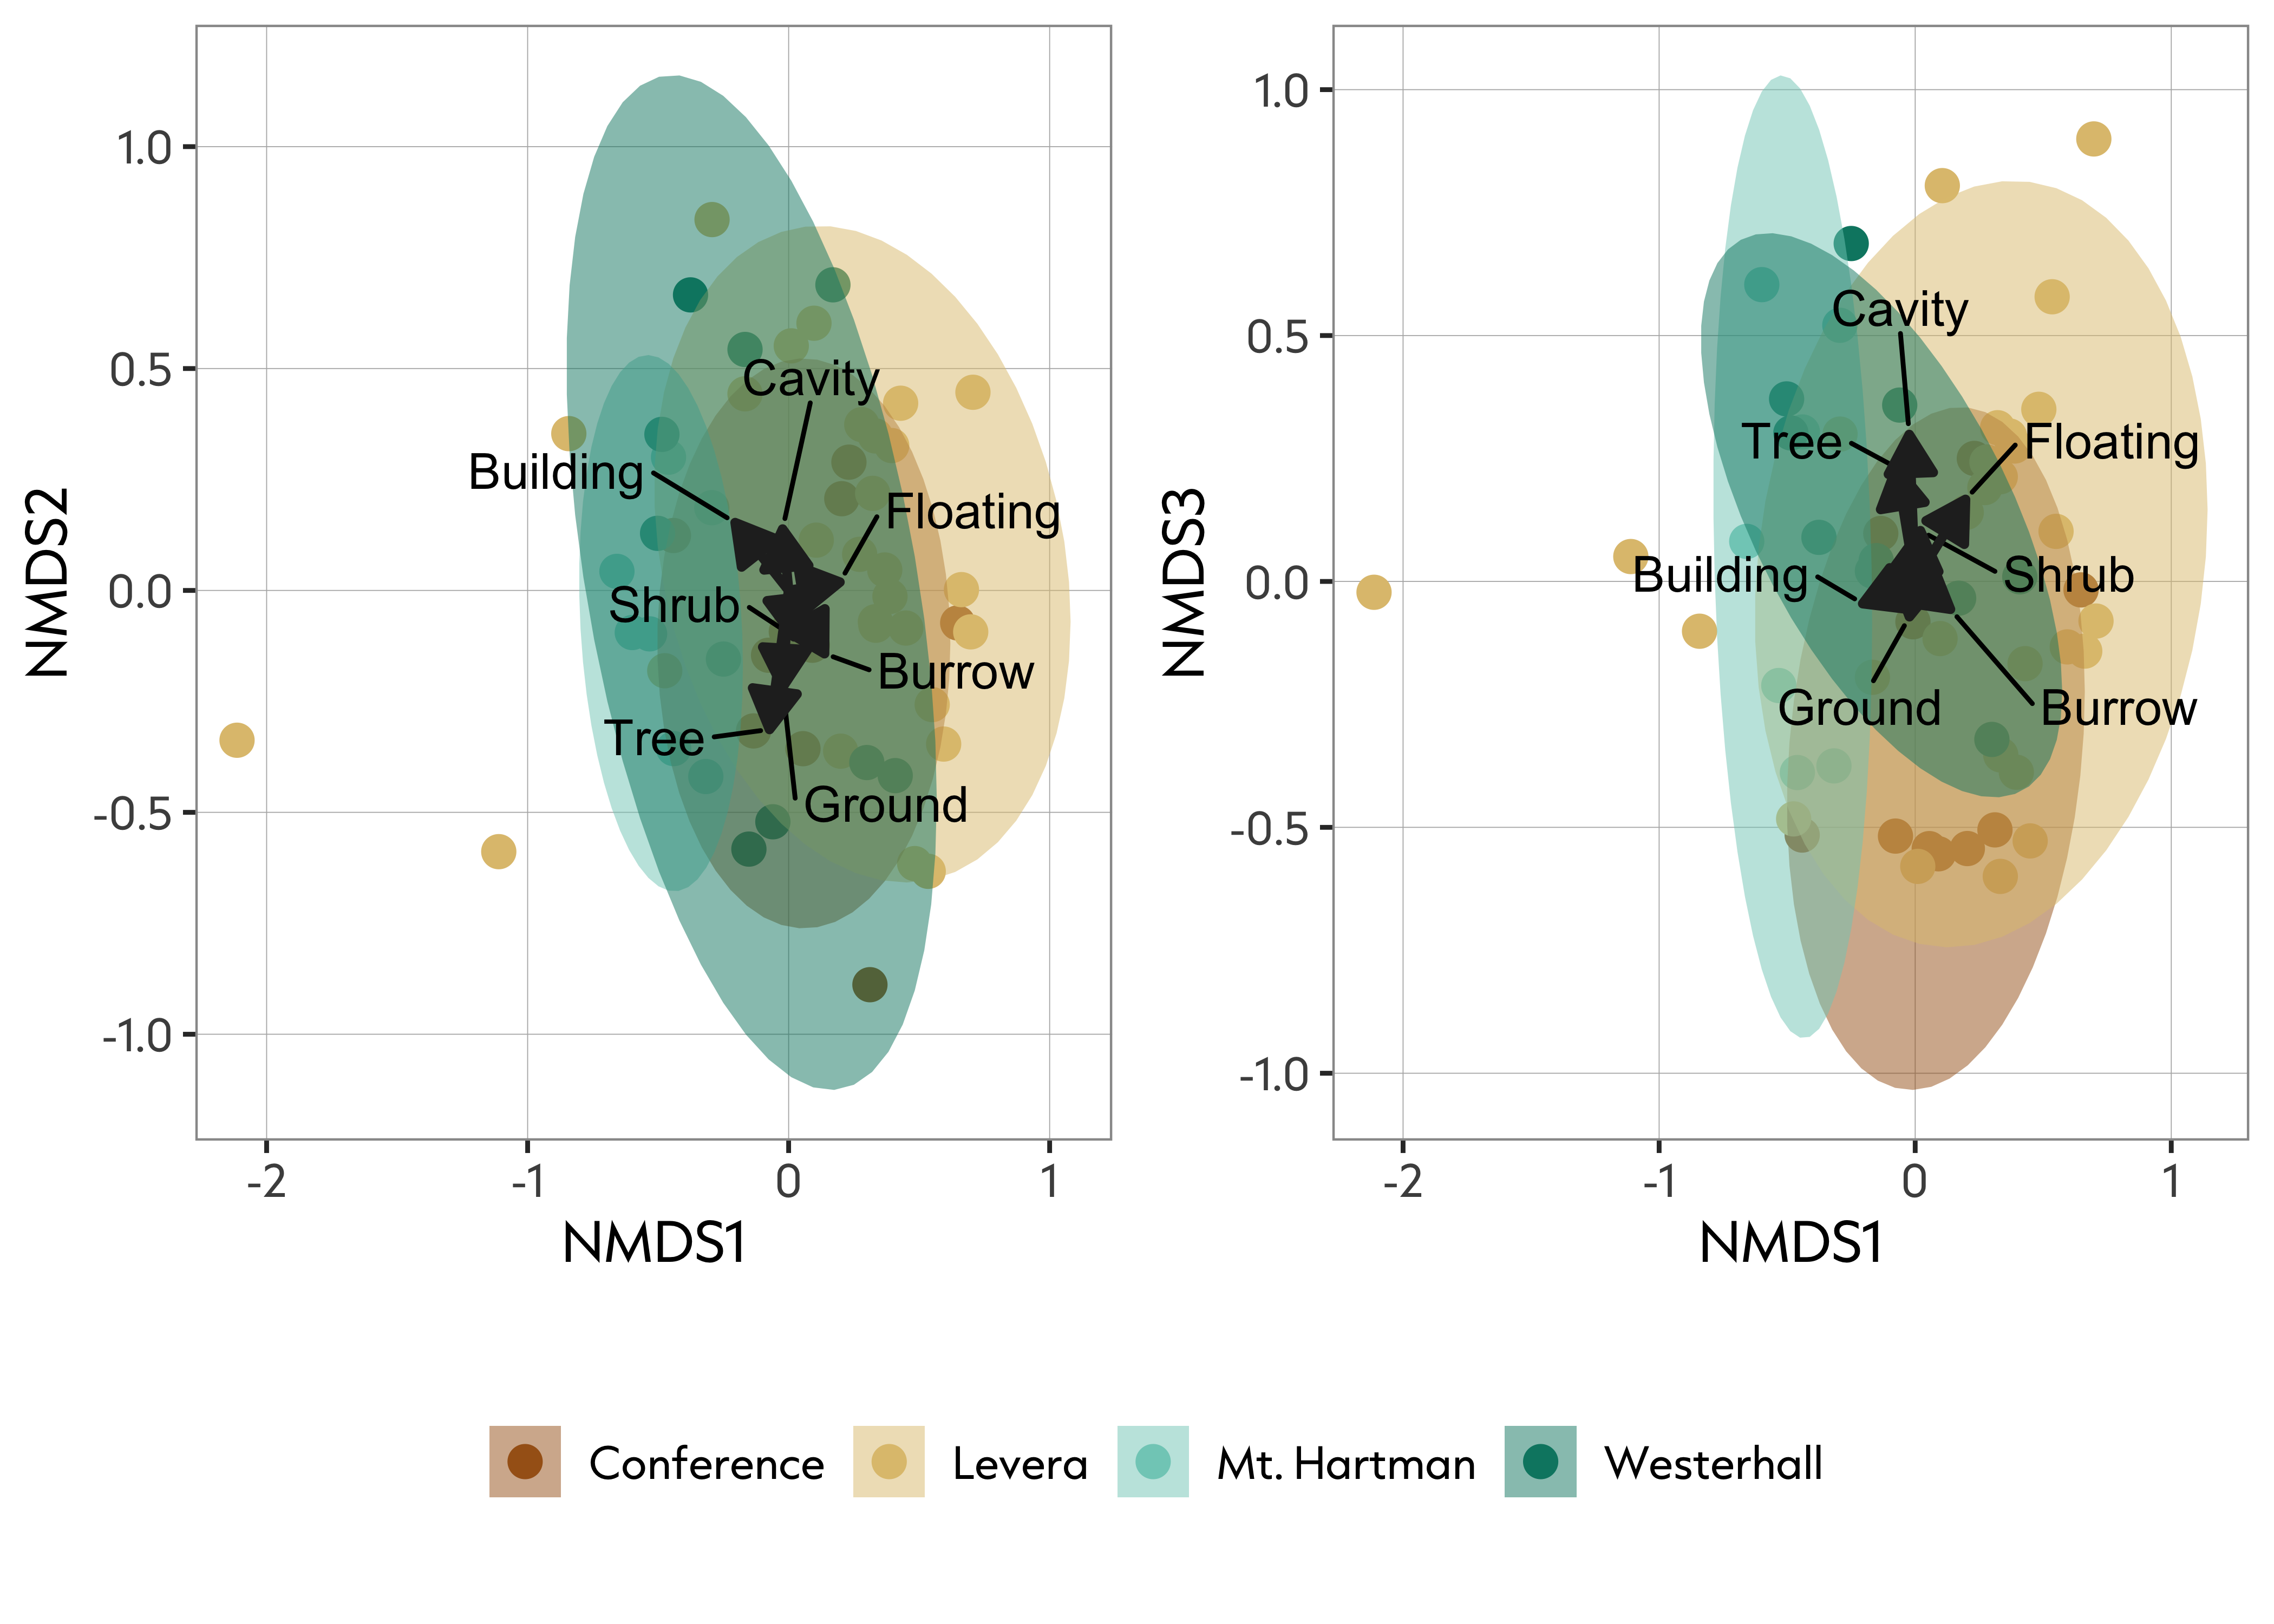 NMDS2
1.0
0.5
0.0
-0.5
-1.0
Cavity
Building
Floating
Shrub
Burrow
Tree
Ground
-2 -1 0 1
NMDS1
NMDS3
1.0
0.5
0.0
-0.5
-1.0
Cavity
Tree
Floating
Building
Shrub
Ground
Burrow
-2 -1 0 1
NMDS1
Conference Levera Mt. Hartman Westerhall